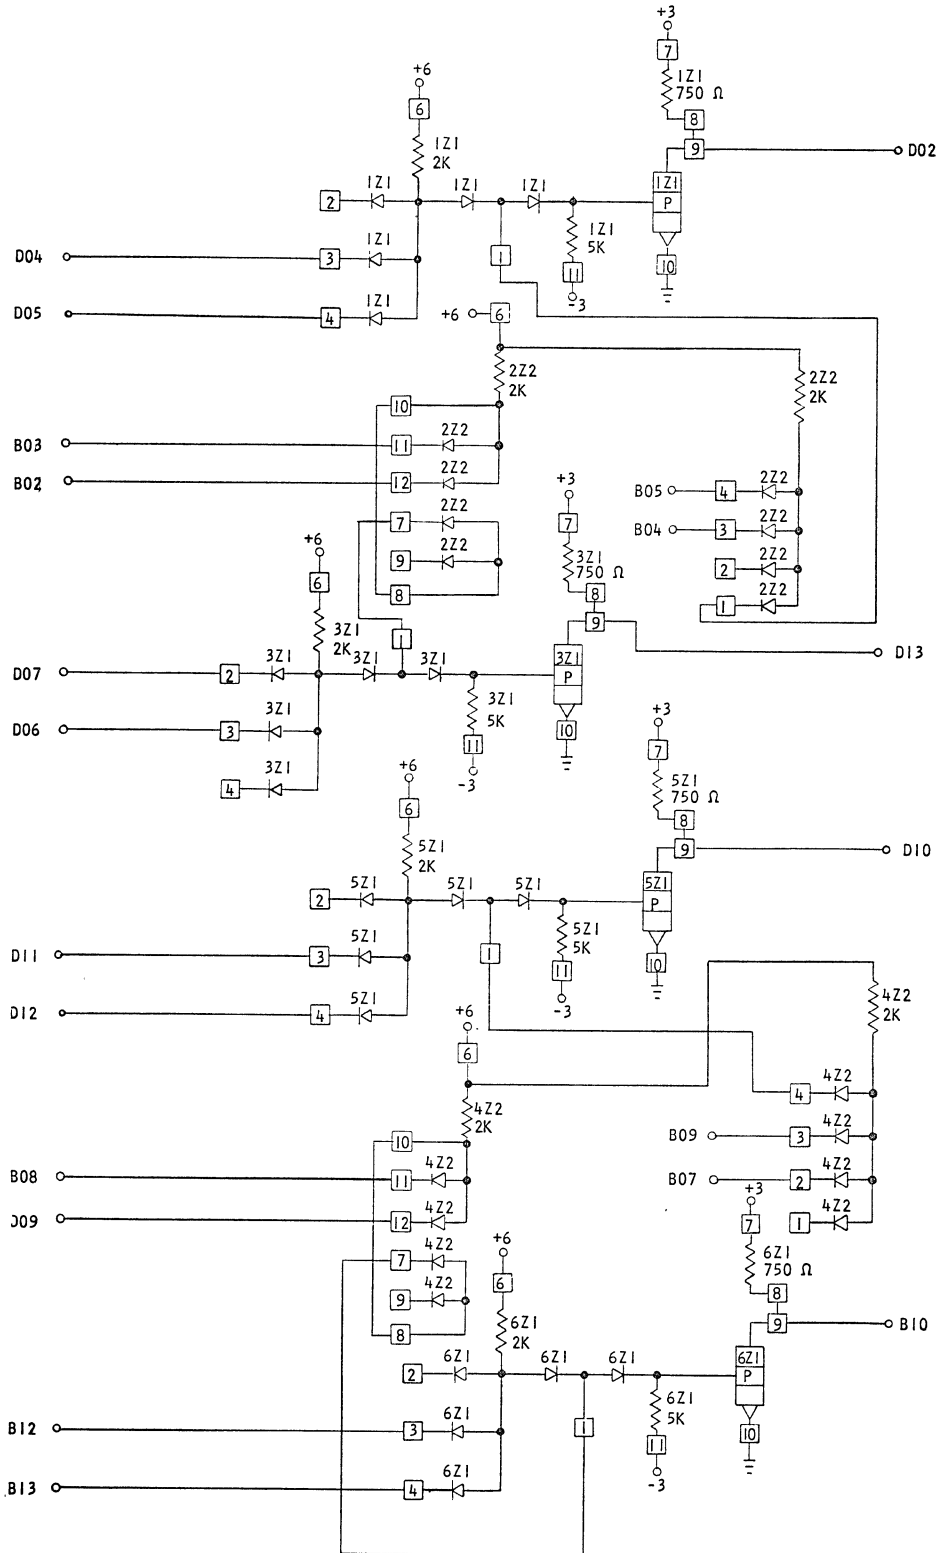 +3
7
1Z1
750 Ω
+6
6
8
9
D02
1Z1
2K
1Z1
1Z1
1Z1
1Z1
P
2
1Z1
5K
D04
3
1Z1
1
11
10
-3
D05
4
1Z1
+6
6
2Z2
2K
2Z2
2K
10
B03
11
2Z2
B02
12
2Z2
+3
B05
4
2Z2
7
2Z2
7
B04
3
2Z2
+6
9
2Z2
3Z1
750 Ω
2
2Z2
6
8
8
1
2Z2
3Z1
2K
1
9
D13
3Z1
3Z1
3Z1
3Z1
P
D07
2
3Z1
5K
D06
3
3Z1
11
10
+3
7
4
3Z1
-3
+6
5Z1
750 Ω
6
8
9
D10
5Z1
2K
5Z1
5Z1
5Z1
5Z1
P
2
5Z1
5K
D11
3
5Z1
1
11
10
-3
D12
4
5Z1
4Z2
2K
+6
6
4Z2
2K
4
4Z2
10
B09
3
4Z2
B08
11
4Z2
B07
2
4Z2
D09
12
4Z2
+3
7
1
4Z2
7
4Z2
+6
6Z1
750 Ω
9
4Z2
6
8
8
6Z1
2K
9
B10
2
6Z1
6Z1
6Z1
6Z1
P
6Z1
5K
B12
3
6Z1
1
11
10
-3
B13
4
6Z1